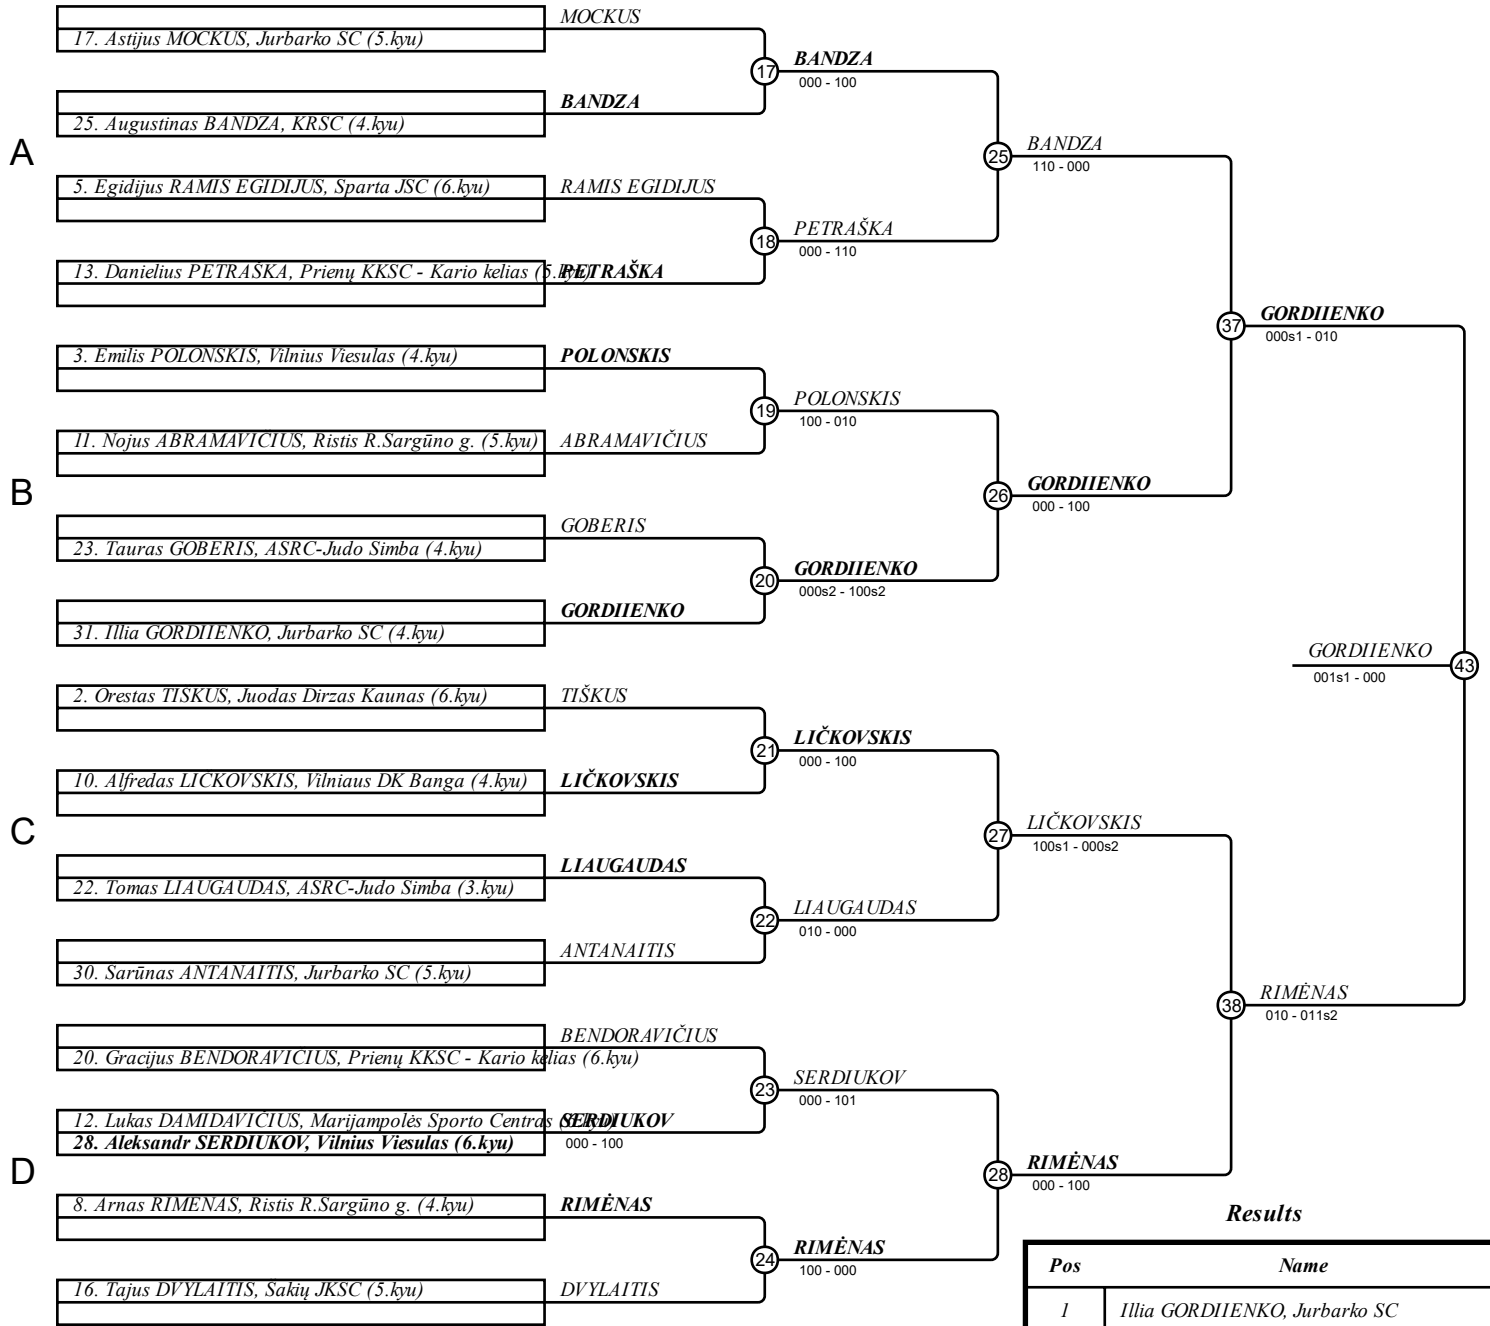 MOCKUS
17. Astijus MOCKUS, Jurbarko SC (5.kyu)
17
BANDZA
000 - 100
BANDZA
25. Augustinas BANDZA, KRSC (4.kyu)
A
25
BANDZA
110 - 000
5. Egidijus RAMIS EGIDIJUS, Sparta JSC (6.kyu)
RAMIS EGIDIJUS
18
PETRAŠKA
000 - 110
13. Danielius PETRAŠKA, Prienų KKSC - Kario kelias (5.kyu)
PETRAŠKA
37
GORDIIENKO
000s1 - 010
3. Emilis POLONSKIS, Vilnius Viesulas (4.kyu)
POLONSKIS
19
POLONSKIS
100 - 010
11. Nojus ABRAMAVICIUS, Ristis R.Sargūno g. (5.kyu)
ABRAMAVIČIUS
B
26
GORDIIENKO
000 - 100
GOBERIS
23. Tauras GOBERIS, ASRC-Judo Simba (4.kyu)
20
GORDIIENKO
000s2 - 100s2
GORDIIENKO
31. Illia GORDIIENKO, Jurbarko SC (4.kyu)
GORDIIENKO
001s1 - 000
43
2. Orestas TISKUS, Juodas Dirzas Kaunas (6.kyu)
TIŠKUS
21
LIČKOVSKIS
000 - 100
10. Alfredas LICKOVSKIS, Vilniaus DK Banga (4.kyu)
LIČKOVSKIS
C
27
LIČKOVSKIS
100s1 - 000s2
LIAUGAUDAS
22. Tomas LIAUGAUDAS, ASRC-Judo Simba (3.kyu)
22
LIAUGAUDAS
010 - 000
ANTANAITIS
30. Sarūnas ANTANAITIS, Jurbarko SC (5.kyu)
38
RIMĖNAS
010 - 011s2
BENDORAVIČIUS
20. Gracijus BENDORAVICIUS, Prienų KKSC - Kario kelias (6.kyu)
23
SERDIUKOV
000 - 101
12. Lukas DAMIDAVICIUS, Marijampolės Sporto Centras
SERDIUKOV
28. Aleksandr SERDIUKOV, Vilnius Viesulas (6.kyu)
000 - 100
D
28
RIMĖNAS
000 - 100
8. Arnas RIMENAS, Ristis R.Sargūno g. (4.kyu)
RIMĖNAS
24
RIMĖNAS
100 - 000
16. Tajus DVYLAITIS, Sakių JKSC (5.kyu)
DVYLAITIS
Results
Pos Name
1 Illia GORDIIENKO, Jurbarko SC